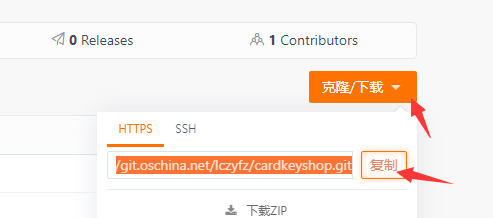 0 Releases 1 Contributors
克隆/下载
HTTPS SSH
/git.oschina.net/lczyfz/cardkeyshop.git 复制
下载ZIP